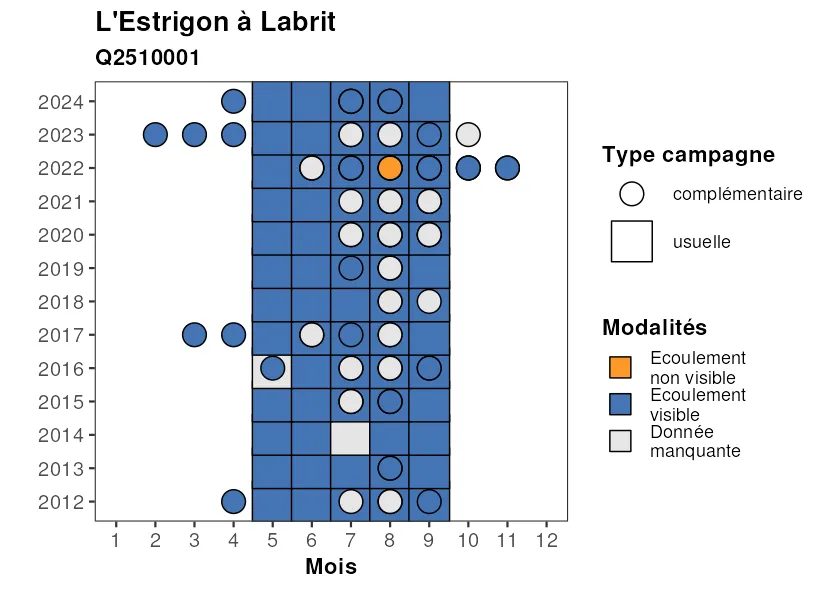 L'Estrigon à Labrit
Q2510001
2024
2023
2022
2021
2020
2019
2018
2017
2016
2015
2014
2013
2012
1 2 3 4 5 6 7 8 9 10 11 12
Mois
Type campagne
complémentaire
usuelle
Modalités
Ecoulement
non visible
Ecoulement
visible
Donnée
manquante